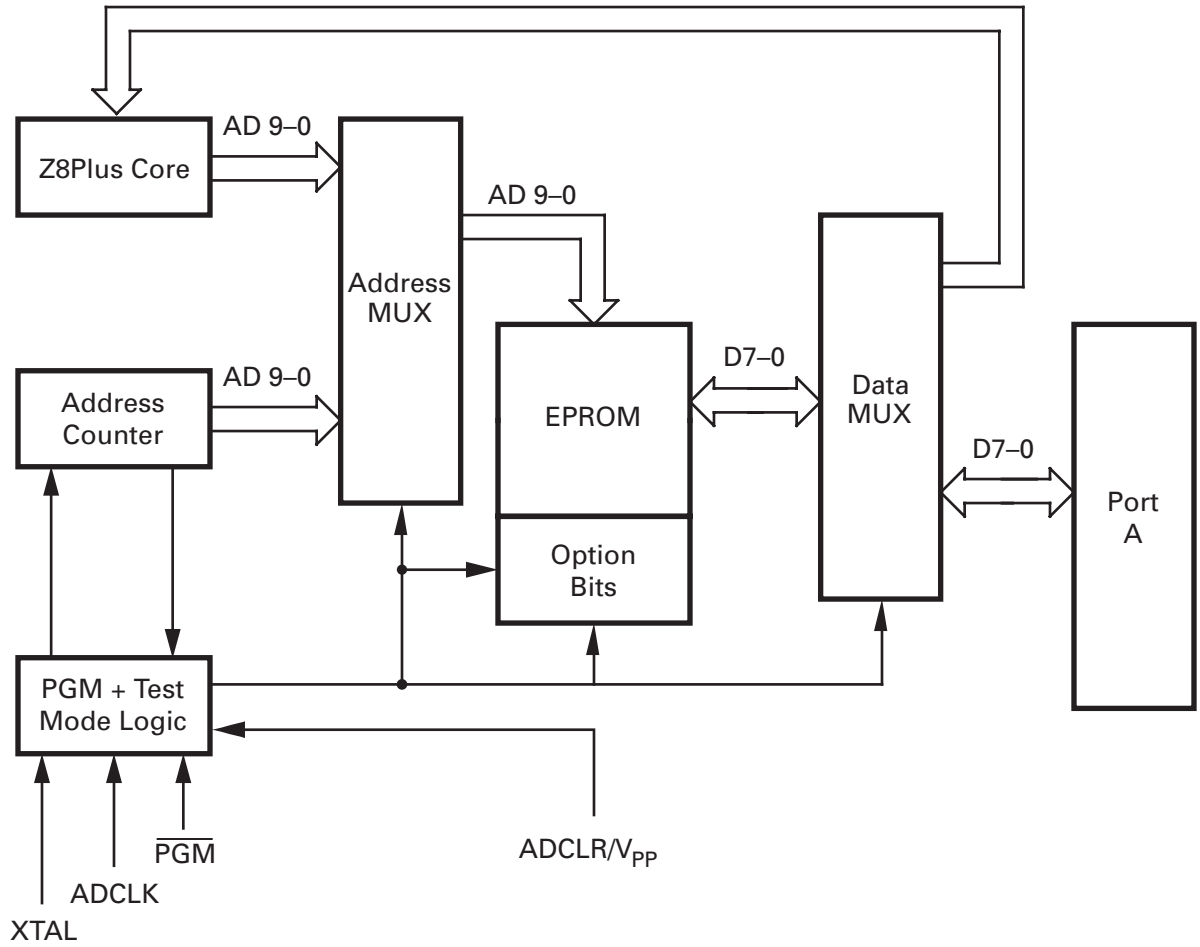 AD 9–0
Z8Plus Core
AD 9–0
Address
MUX
AD 9–0
Address
Counter
D7–0
EPROM
Data
MUX
D7–0
Port
A
Option
Bits
PGM + Test
Mode Logic
PGM
ADCLR/VPP
ADCLK
XTAL